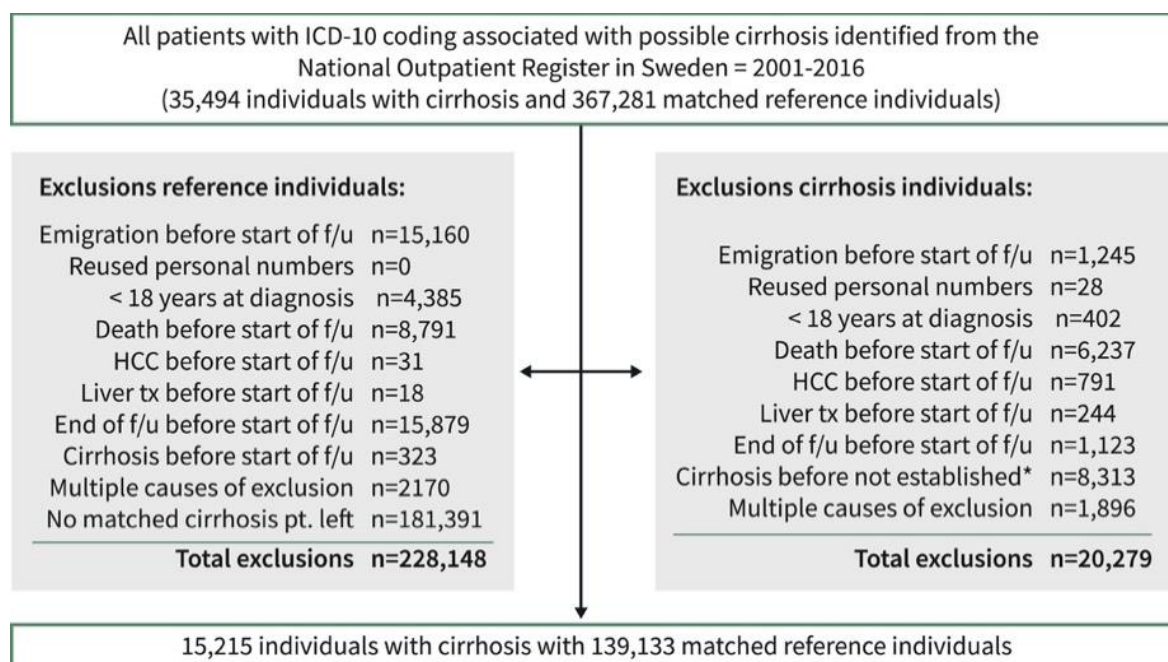 All patients with ICD-10 coding associated with possible cirrhosis identified from the
National Outpatient Register in Sweden = 2001-2016
(35,494 individuals with cirrhosis and 367,281 matched reference individuals)
Exclusions reference individuals:
Emigration before start of f/u n=15,160
Reused personal numbers n=0
< 18 years at diagnosis n=4,385
Death before start of f/u n=8,791
HCC before start of f/u n=31
Liver tx before start of f/u n=18
End of f/u before start of f/u n=15,879
Cirrhosis before start of f/u n=323
Multiple causes of exclusion n=2170
No matched cirrhosis pt. left n=181,391
Total exclusions n=228,148
Exclusions cirrhosis individuals:
Emigration before start of f/u n=1,245
Reused personal numbers n=28
< 18 years at diagnosis n=402
Death before start of f/u n=6,237
HCC before start of f/u n=791
Liver tx before start of f/u n=244
End of f/u before start of f/u n=1,123
Cirrhosis before not established* n=8,313
Multiple causes of exclusion n=1,896
Total exclusions n=20,279
15,215 individuals with cirrhosis with 139,133 matched reference individuals